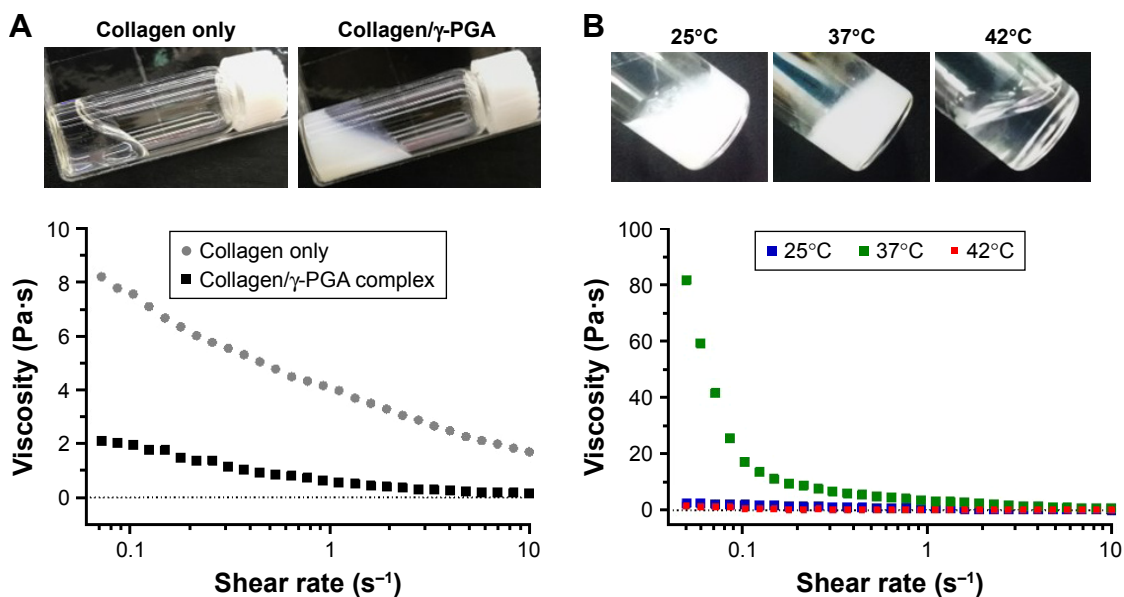 A
Collagen only
Collagen/γ-PGA
10
8
6
4
2
0
Viscosity (Pa·s)
Collagen only
Collagen/γ-PGA complex
0.1
1
10
Shear rate (s⁻¹)
B
25°C
37°C
42°C
100
80
60
40
20
0
Viscosity (Pa·s)
25°C
37°C
42°C
0.1
1
10
Shear rate (s⁻¹)